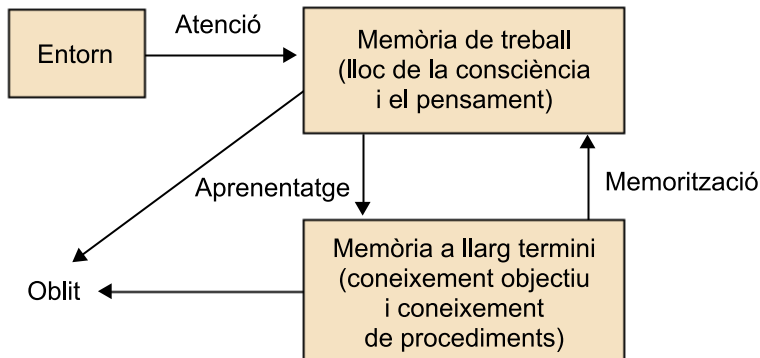 Entorn
Atenció
Memòria de treball
(lloc de la consciència
i el pensament)
Aprenentatge
Memorització
Oblit
Memòria a llarg termini
(coneixement objectiu
i coneixement
de procediments)